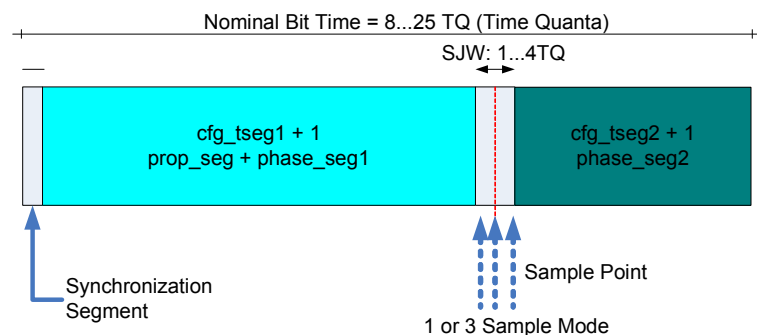 Nominal Bit Time = 8...25 TQ (Time Quanta)
SJW: 1...4TQ
cfg_tseg1 + 1
prop_seg + phase_seg1
cfg_tseg2 + 1
phase_seg2
Synchronization
Segment
Sample Point
1 or 3 Sample Mode